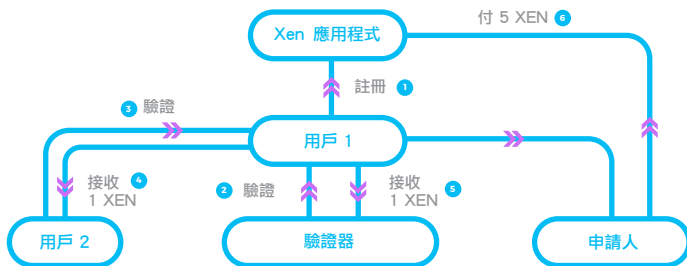 付 5 XEN 6
Xen 應用程式
註冊 1
3 驗證
用戶 1
接收 4
1 XEN
2 驗證
接收 5
1 XEN
用戶 2
驗證器
申請人